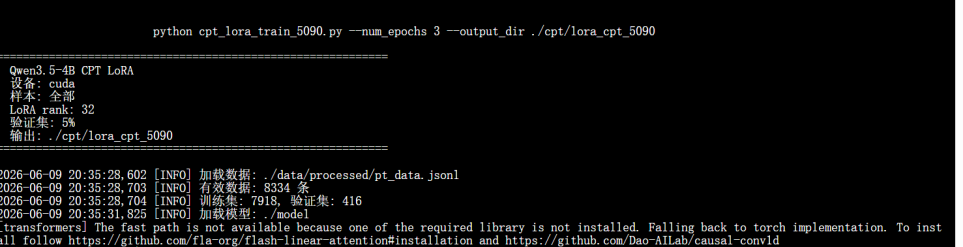 python cpt_lora_train_5090.py --num_epochs 3 --output_dir ./cpt/lora_cpt_5090
============================================================
Qwen3.5-4B CPT LoRA
设备: cuda
样本: 全部
LoRA rank: 32
验证集: 5%
输出: ./cpt/lora_cpt_5090
============================================================
2026-06-09 20:35:28,602 [INFO] 加载数据: ./data/processed/pt_data.jsonl
2026-06-09 20:35:28,703 [INFO] 有效数据: 8334 条
2026-06-09 20:35:28,704 [INFO] 训练集: 7918, 验证集: 416
2026-06-09 20:35:31,825 [INFO] 加载模型: ./model
[transformers] The fast path is not available because one of the required library is not installed. Falling back to torch implementation. To inst
all follow https://github.com/fla-org/flash-linear-attention#installation and https://github.com/Dao-AILab/causal-conv1d